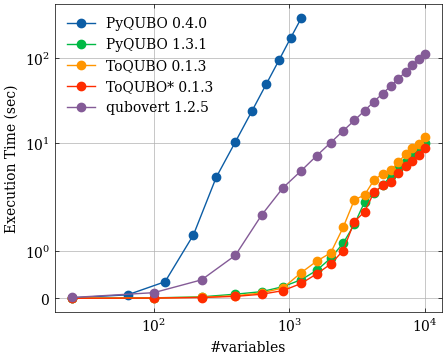 PyQUBO 0.4.0
PyQUBO 1.3.1
ToQUBO 0.1.3
ToQUBO* 0.1.3
qubovert 1.2.5
Execution Time (sec)
10²
10¹
10⁰
0
10²
10³
10⁴
#variables